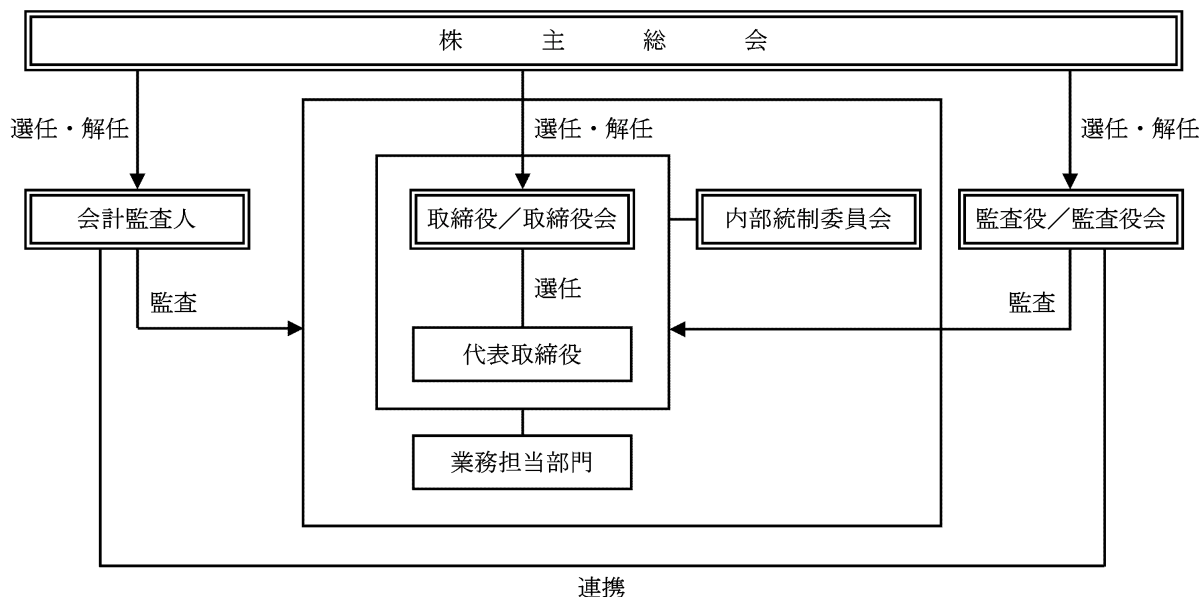 株主総会
選任・解任
選任・解任
選任・解任
会計監査人
取締役／取締役会
内部統制委員会
監査役／監査役会
選任
監査
監査
代表取締役
業務担当部門
連携